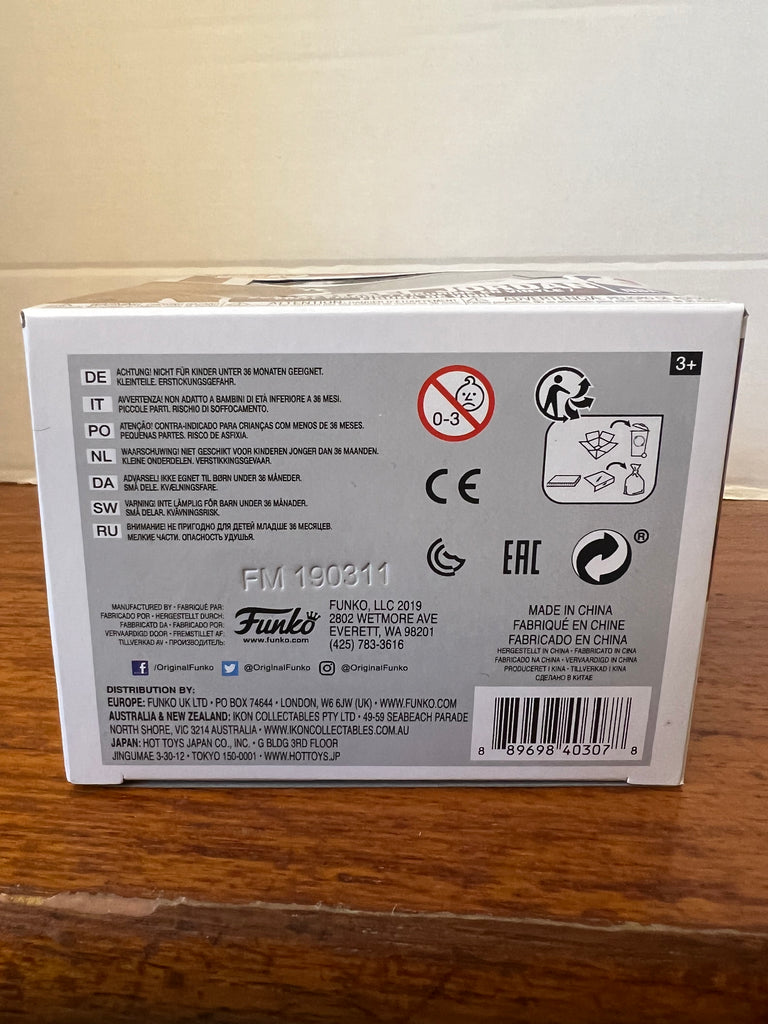 JORDAN
ATTENTION:
ADVERTENCIA
3+
DE ACHTUNG! NICHT FÜR KINDER UNTER 36 MONATEN GEEIGNET.
KLEINTEILE. ERSTICKUNGSGEFAHR.
IT AVVERTENZA! NON ADATTO A BAMBINI DI ETÀ INFERIORE A 36 MESI.
PICCOLE PARTI. RISCHIO DI SOFFOCAMENTO.
PO ATENÇÃO! CONTRA-INDICADO PARA CRIANÇAS COM MENOS DE 36 MESES.
PEQUENAS PARTES. RISCO DE ASFIXIA.
NL WAARSCHUWING! NIET GESCHIKT VOOR KINDEREN JONGER DAN 36 MAANDEN.
KLEINE ONDERDELEN. VERSTIKKINGSGEVAAR.
DA ADVARSEL! IKKE EGNET TIL BØRN UNDER 36 MÅNEDER.
SMÅ DELE. KVÆLNINGSFARE.
SW VARNING! INTE LÄMPLIG FÖR BARN UNDER 36 MÅNADER.
SMÅ DELAR. KVÄVNINGSRISK.
RU ВНИМАНИЕ! НЕ ПРИГОДНО ДЛЯ ДЕТЕЙ МЛАДШЕ 36 МЕСЯЦЕВ.
МЕЛКИЕ ЧАСТИ. ОПАСНОСТЬ УДУШЬЯ.
0-3
CE
EAC
®
FM 190311
MANUFACTURED BY • FABRIQUÉ PAR:
FABRICADO POR • HERGESTELLT DURCH:
FABBRICATO DA • FABRICADO POR:
VERVAARDIGD DOOR • FREMSTILLET AF:
TILLVERKAD AV • ПРОИЗВОДИТЕЛЬ:
Funko
www.funko.com
FUNKO, LLC 2019
2802 WETMORE AVE
EVERETT, WA 98201
(425) 783-3616
MADE IN CHINA
FABRIQUÉ EN CHINE
FABRICADO EN CHINA
HERGESTELLT IN CHINA • FABBRICATO IN CINA
FABRICADO NA CHINA • VERVAARDIGD IN CHINA
PRODUCERET I KINA • TILLVERKAD I KINA
СДЕЛАНО В КИТАЕ
f /OriginalFunko @OriginalFunko @OriginalFunko
DISTRIBUTION BY:
EUROPE: FUNKO UK LTD • PO BOX 74644 • LONDON, W6 6JW (UK) • WWW.FUNKO.COM
AUSTRALIA & NEW ZEALAND: IKON COLLECTABLES PTY LTD • 49-59 SEABEACH PARADE
NORTH SHORE, VIC 3214 AUSTRALIA • WWW.IKONCOLLECTABLES.COM.AU
JAPAN: HOT TOYS JAPAN CO., INC. • G BLDG 3RD FLOOR
JINGUMAE 3-30-12 • TOKYO 150-0001 • WWW.HOTTOYS.JP
8 89698 40307 8